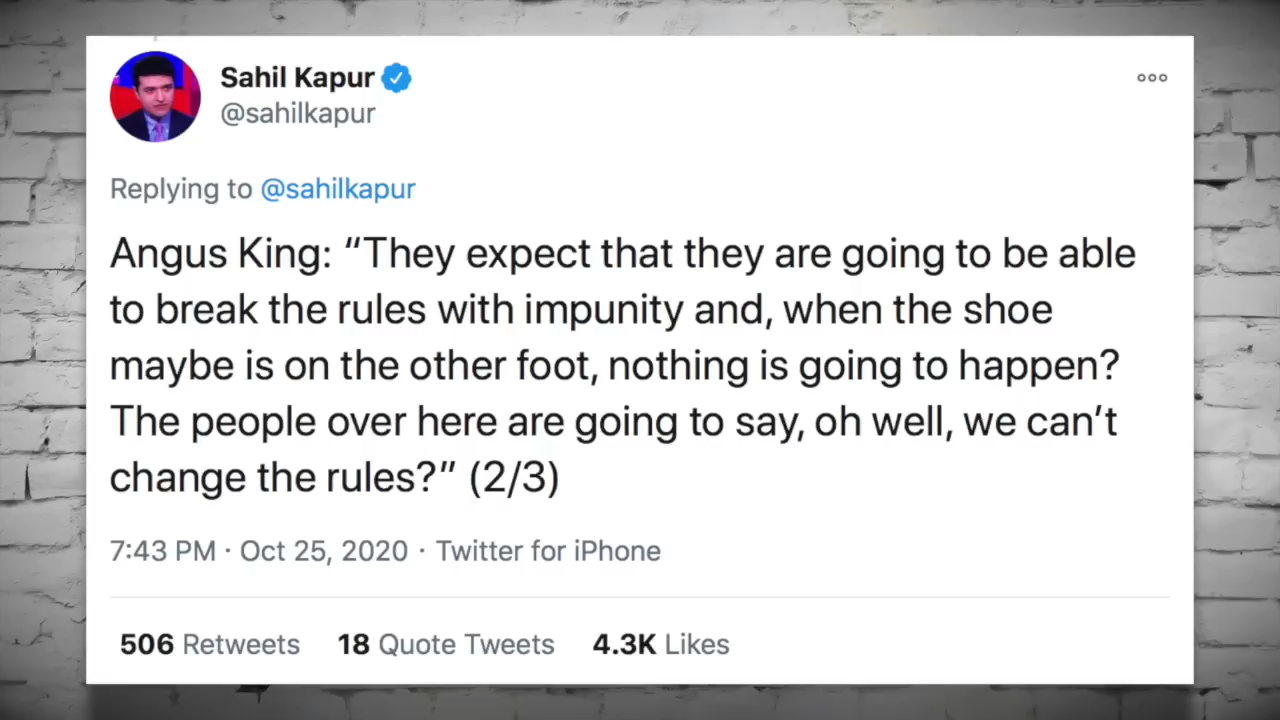 Sahil Kapur
@sahilkapur
Replying to @sahilkapur
Angus King: “They expect that they are going to be able
to break the rules with impunity and, when the shoe
maybe is on the other foot, nothing is going to happen?
The people over here are going to say, oh well, we can’t
change the rules?” (2/3)
7:43 PM · Oct 25, 2020 · Twitter for iPhone
506 Retweets 18 Quote Tweets 4.3K Likes